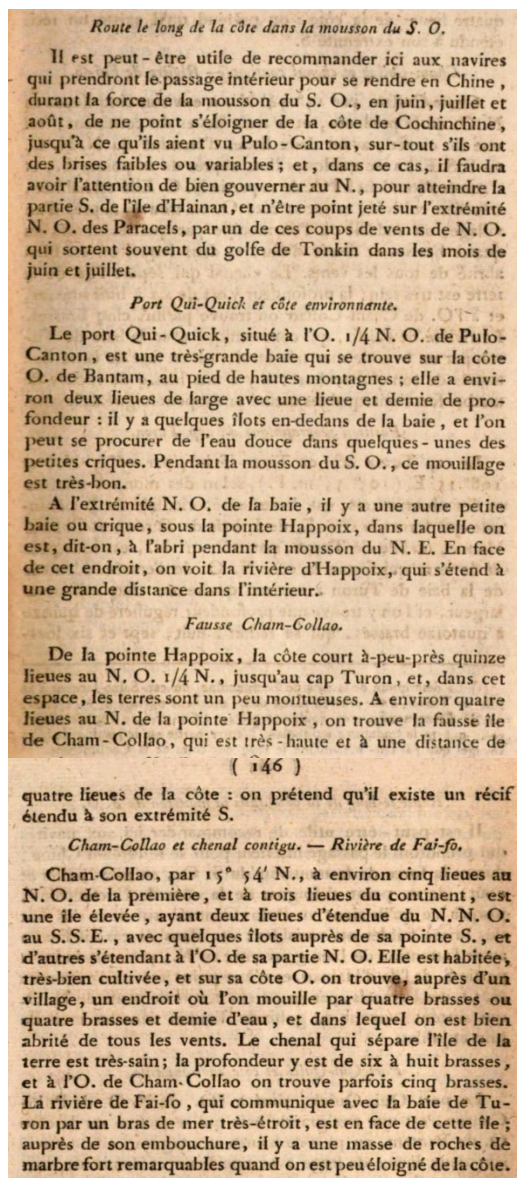 Route le long de la côte dans la mousson du S. O.
Il est peut-être utile de recommander ici aux navires
qui prendront le passage intérieur pour se rendre en Chine,
durant la force de la mousson du S. O., en juin, juillet et
août, de ne point s'éloigner de la côte de Cochinchine,
jusqu'à ce qu'ils aient vu Pulo-Canton, sur-tout s'ils ont
des brises faibles ou variables; et, dans ce cas, il faudra
avoir l'attention de bien gouverner au N., pour atteindre la
partie S. de l'île d'Hainan, et n'être point jeté sur l'extrémité
N. O. des Paracels, par un de ces coups de vents de N. O.
qui sortent souvent du golfe de Tonkin dans les mois de
juin et juillet.
Port Qui-Quick et côte environnante.
Le port Qui-Quick, situé à l'O. 1/4 N. O. de Pulo-
Canton, est une très-grande baie qui se trouve sur la côte
O. de Bantam, au pied de hautes montagnes; elle a envi-
ron deux lieues de large avec une lieue et demie de pro-
fondeur : il y a quelques îlots en-dedans de la baie, et l'on
peut se procurer de l'eau douce dans quelques-unes des
petites criques. Pendant la mousson du S. O., ce mouillage
est très-bon.
A l'extrémité N. O. de la baie, il y a une autre petite
baie ou crique, sous la pointe Happoix, dans laquelle on
est, dit-on, à l'abri pendant la mousson du N. E. En face
de cet endroit, on voit la rivière d'Happoix, qui s'étend à
une grande distance dans l'intérieur.
Fausse Cham-Collao.
De la pointe Happoix, la côte court à-peu-près quinze
lieues au N. O. 1/4 N., jusqu'au cap Turon, et, dans cet
espace, les terres sont un peu montueuses. A environ quatre
lieues au N. de la pointe Happoix, on trouve la fausse île
de Cham-Collao, qui est très-haute et à une distance de
( 146 )
quatre lieues de la côte : on prétend qu'il existe un récif
étendu à son extrémité S.
Cham-Collao et chenal contigu. — Rivière de Fai-fo.
Cham-Collao, par 15° 54' N., à environ cinq lieues au
N. O. de la première, et à trois lieues du continent, est
une île élevée, ayant deux lieues d'étendue du N. N. O.
au S. S. E., avec quelques îlots auprès de sa pointe S., et
d'autres s'étendant à l'O. de sa partie N. O. Elle est habitée,
très-bien cultivée, et sur sa côte O. on trouve, auprès d'un
village, un endroit où l'on mouille par quatre brasses ou
quatre brasses et demie d'eau, et dans lequel on est bien
abrité de tous les vents. Le chenal qui sépare l'île de la
terre est très-sain; la profondeur y est de six à huit brasses,
et à l'O. de Cham-Collao on trouve parfois cinq brasses.
La rivière de Fai-fo, qui communique avec la baie de Tu-
ron par un bras de mer très-étroit, est en face de cette île;
auprès de son embouchure, il y a une masse de roches de
marbre fort remarquables quand on est peu éloigné de la côte.